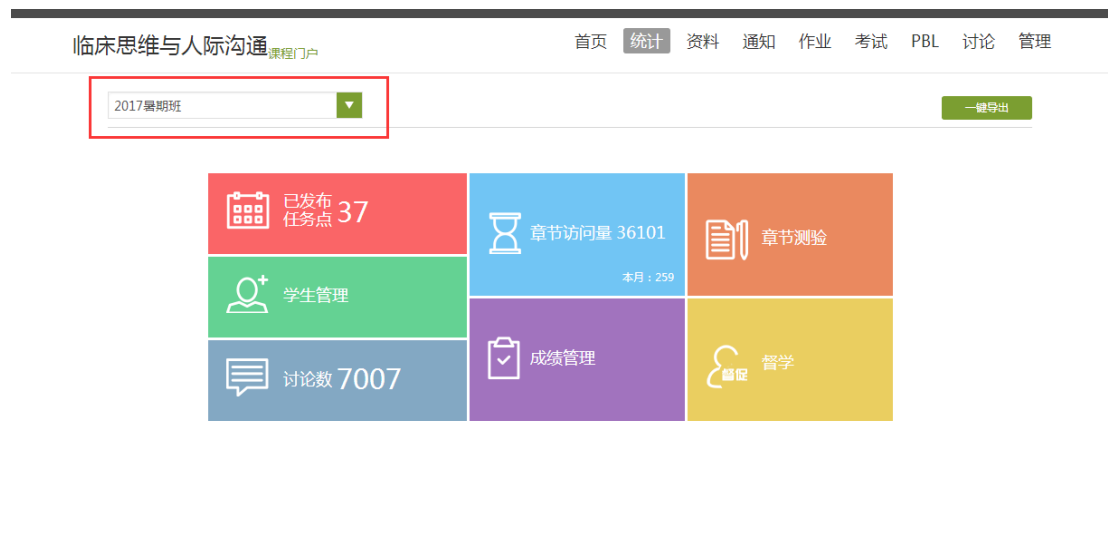 临床思维与人际沟通课程门户
首页 统计 资料 通知 作业 考试 PBL 讨论 管理
2017暑期班
一键导出
已发布
任务点 37
学生管理
讨论数 7007
章节访问量 36101
本月：259
成绩管理
章节测验
督促 督学